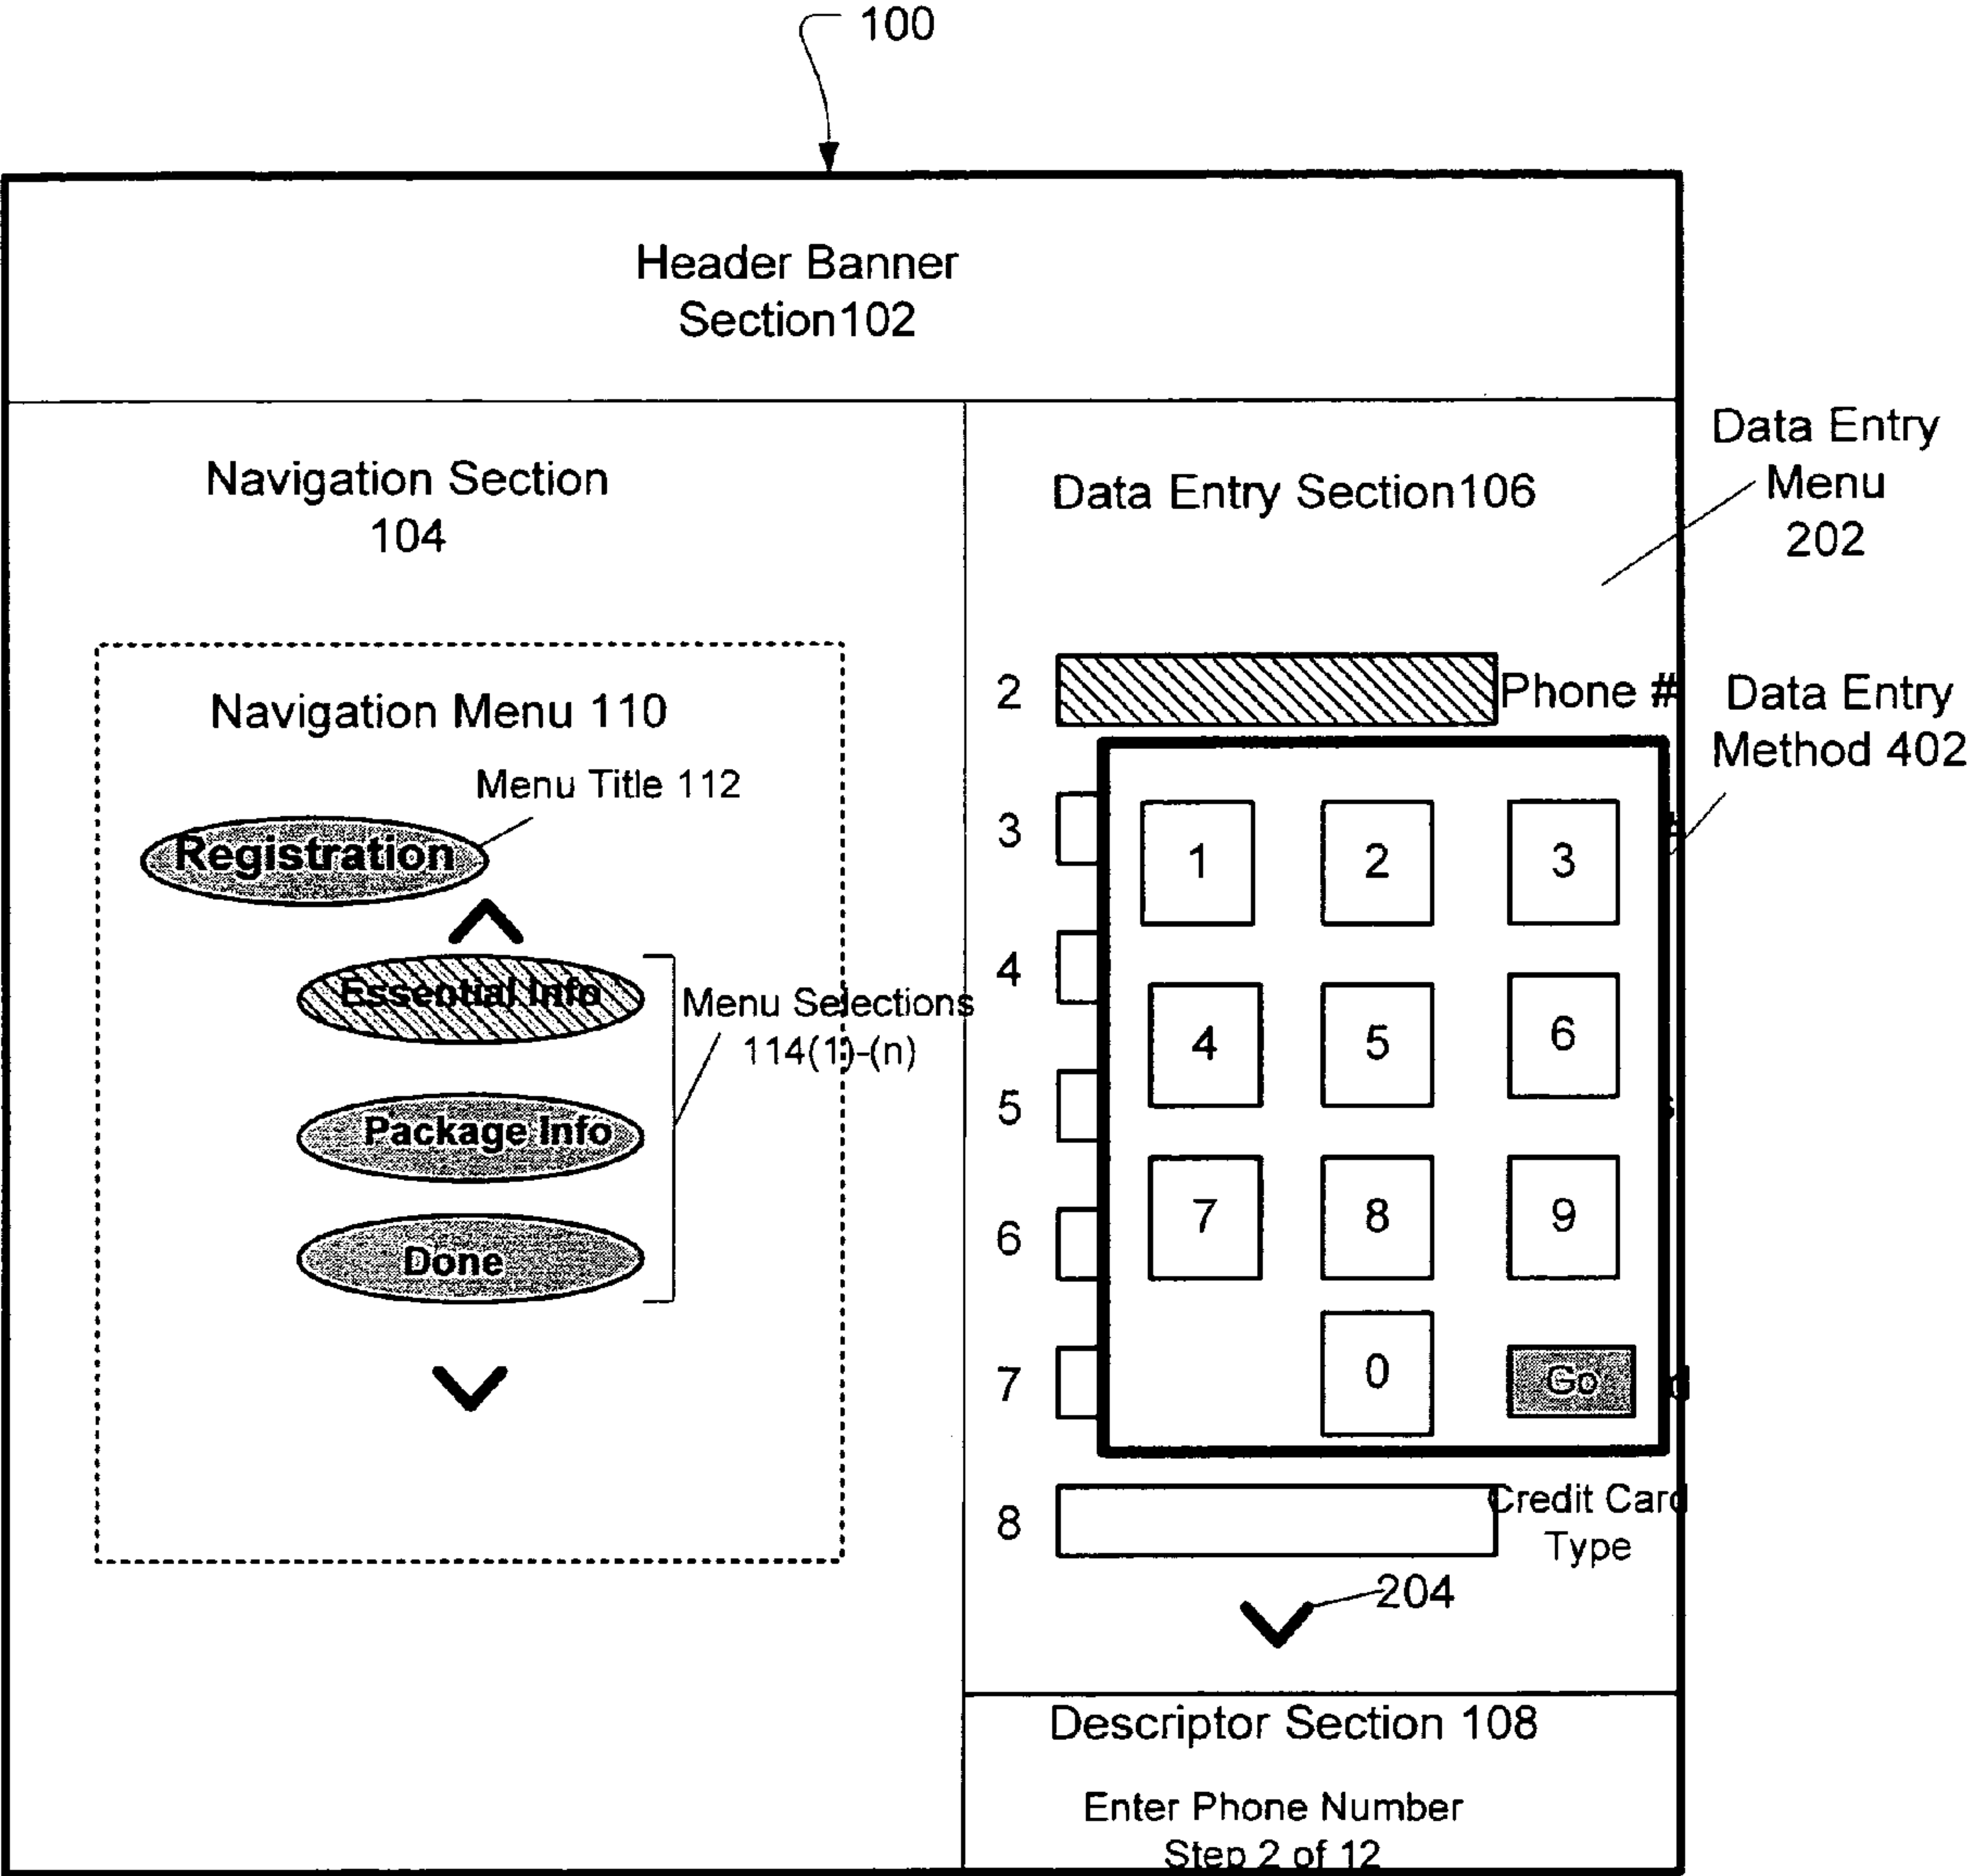 100
Header Banner
Section102
Navigation Section
104
Navigation Menu 110
Menu Title 112
Registration
Essential Info
Menu Selections
114(1)-(n)
Package Info
Done
Data Entry Section106
Data Entry
Menu
202
2 Phone #
Data Entry
Method 402
3
4
5
6
7
1 2 3
4 5 6
7 8 9
0 Go
8 Credit Card
Type
204
Descriptor Section 108
Enter Phone Number
Step 2 of 12